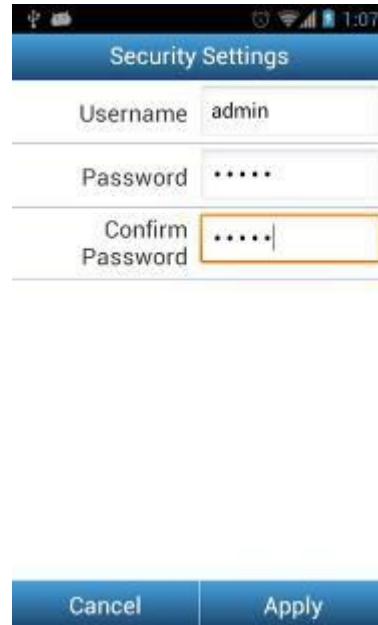 1:07
Security Settings
Username admin
Password •••••
Confirm
Password •••••
Cancel Apply